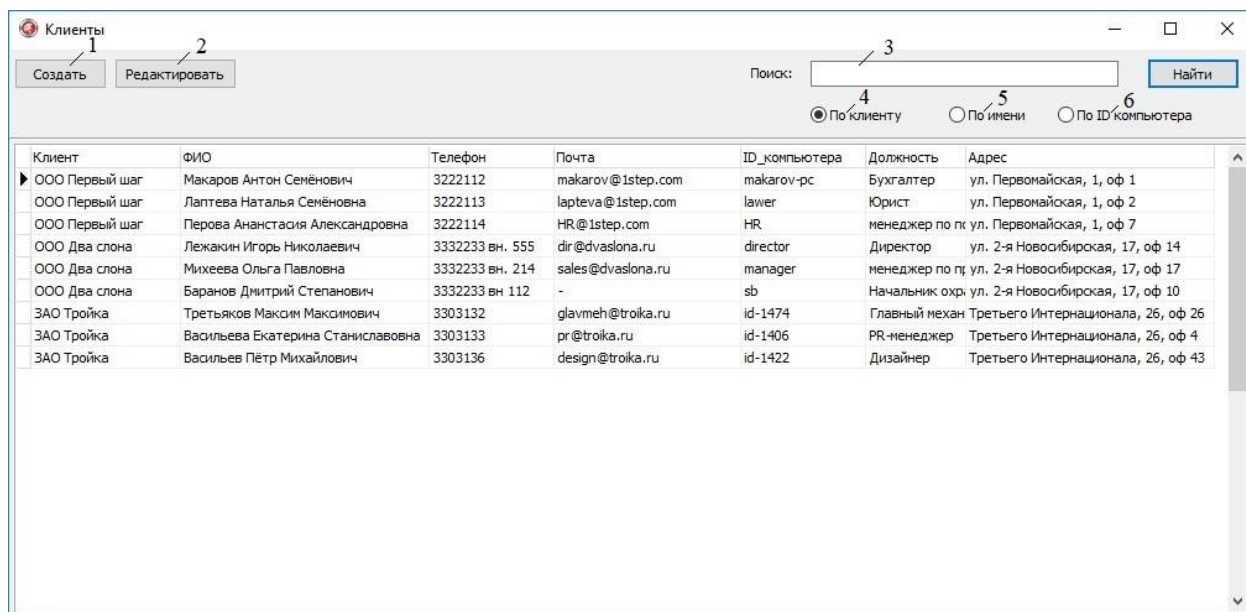 Клиенты
1 2 3
Создать Редактировать Поиск: Найти
4 5 6
По клиенту По имени По ID компьютера
Клиент ФИО Телефон Почта ID_компьютера Должность Адрес
ООО Первый шаг Макаров Антон Семёнович 3222112 makarov@1step.com makarov-pc Бухгалтер ул. Первомайская, 1, оф 1
ООО Первый шаг Лаптева Наталья Семёновна 3222113 lapteva@1step.com lawer Юрист ул. Первомайская, 1, оф 2
ООО Первый шаг Перова Ананстасия Александровна 3222114 HR@1step.com HR менеджер по по ул. Первомайская, 1, оф 7
ООО Два слона Лежакин Игорь Николаевич 3332233 вн. 555 dir@dvaslona.ru director Директор ул. 2-я Новосибирская, 17, оф 14
ООО Два слона Михеева Ольга Павловна 3332233 вн. 214 sales@dvaslona.ru manager менеджер по пр ул. 2-я Новосибирская, 17, оф 17
ООО Два слона Баранов Дмитрий Степанович 3332233 вн 112 - sb Начальник охра ул. 2-я Новосибирская, 17, оф 10
ЗАО Тройка Третьяков Максим Максимович 3303132 glavmeh@troika.ru id-1474 Главный механ Третьего Интернационала, 26, оф 26
ЗАО Тройка Васильева Екатерина Станиславовна 3303133 pr@troika.ru id-1406 PR-менеджер Третьего Интернационала, 26, оф 4
ЗАО Тройка Васильев Пётр Михайлович 3303136 design@troika.ru id-1422 Дизайнер Третьего Интернационала, 26, оф 43